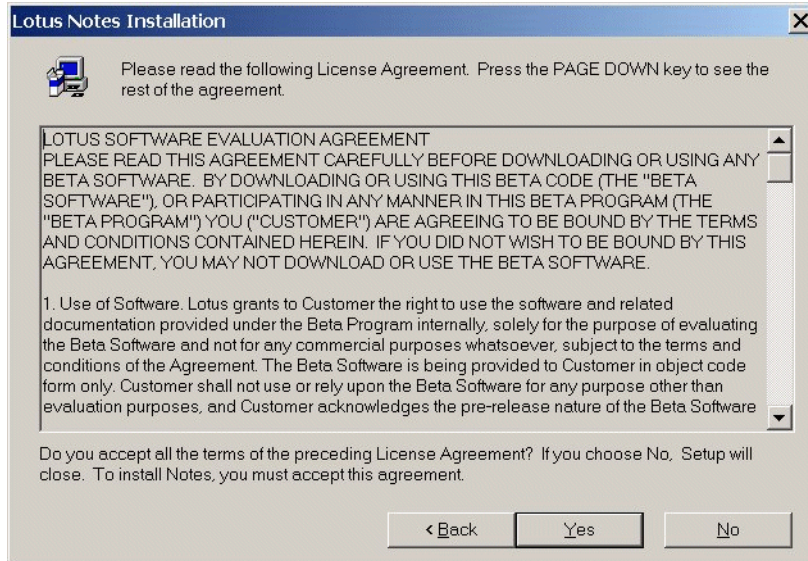 Lotus Notes Installation
Please read the following License Agreement. Press the PAGE DOWN key to see the
rest of the agreement.
LOTUS SOFTWARE EVALUATION AGREEMENT
PLEASE READ THIS AGREEMENT CAREFULLY BEFORE DOWNLOADING OR USING ANY
BETA SOFTWARE. BY DOWNLOADING OR USING THIS BETA CODE (THE "BETA
SOFTWARE"), OR PARTICIPATING IN ANY MANNER IN THIS BETA PROGRAM (THE
"BETA PROGRAM") YOU ("CUSTOMER") ARE AGREEING TO BE BOUND BY THE TERMS
AND CONDITIONS CONTAINED HEREIN. IF YOU DID NOT WISH TO BE BOUND BY THIS
AGREEMENT, YOU MAY NOT DOWNLOAD OR USE THE BETA SOFTWARE.
1. Use of Software. Lotus grants to Customer the right to use the software and related
documentation provided under the Beta Program internally, solely for the purpose of evaluating
the Beta Software and not for any commercial purposes whatsoever, subject to the terms and
conditions of the Agreement. The Beta Software is being provided to Customer in object code
form only. Customer shall not use or rely upon the Beta Software for any purpose other than
evaluation purposes, and Customer acknowledges the pre-release nature of the Beta Software
Do you accept all the terms of the preceding License Agreement? If you choose No, Setup will
close. To install Notes, you must accept this agreement.
< Back
Yes
No